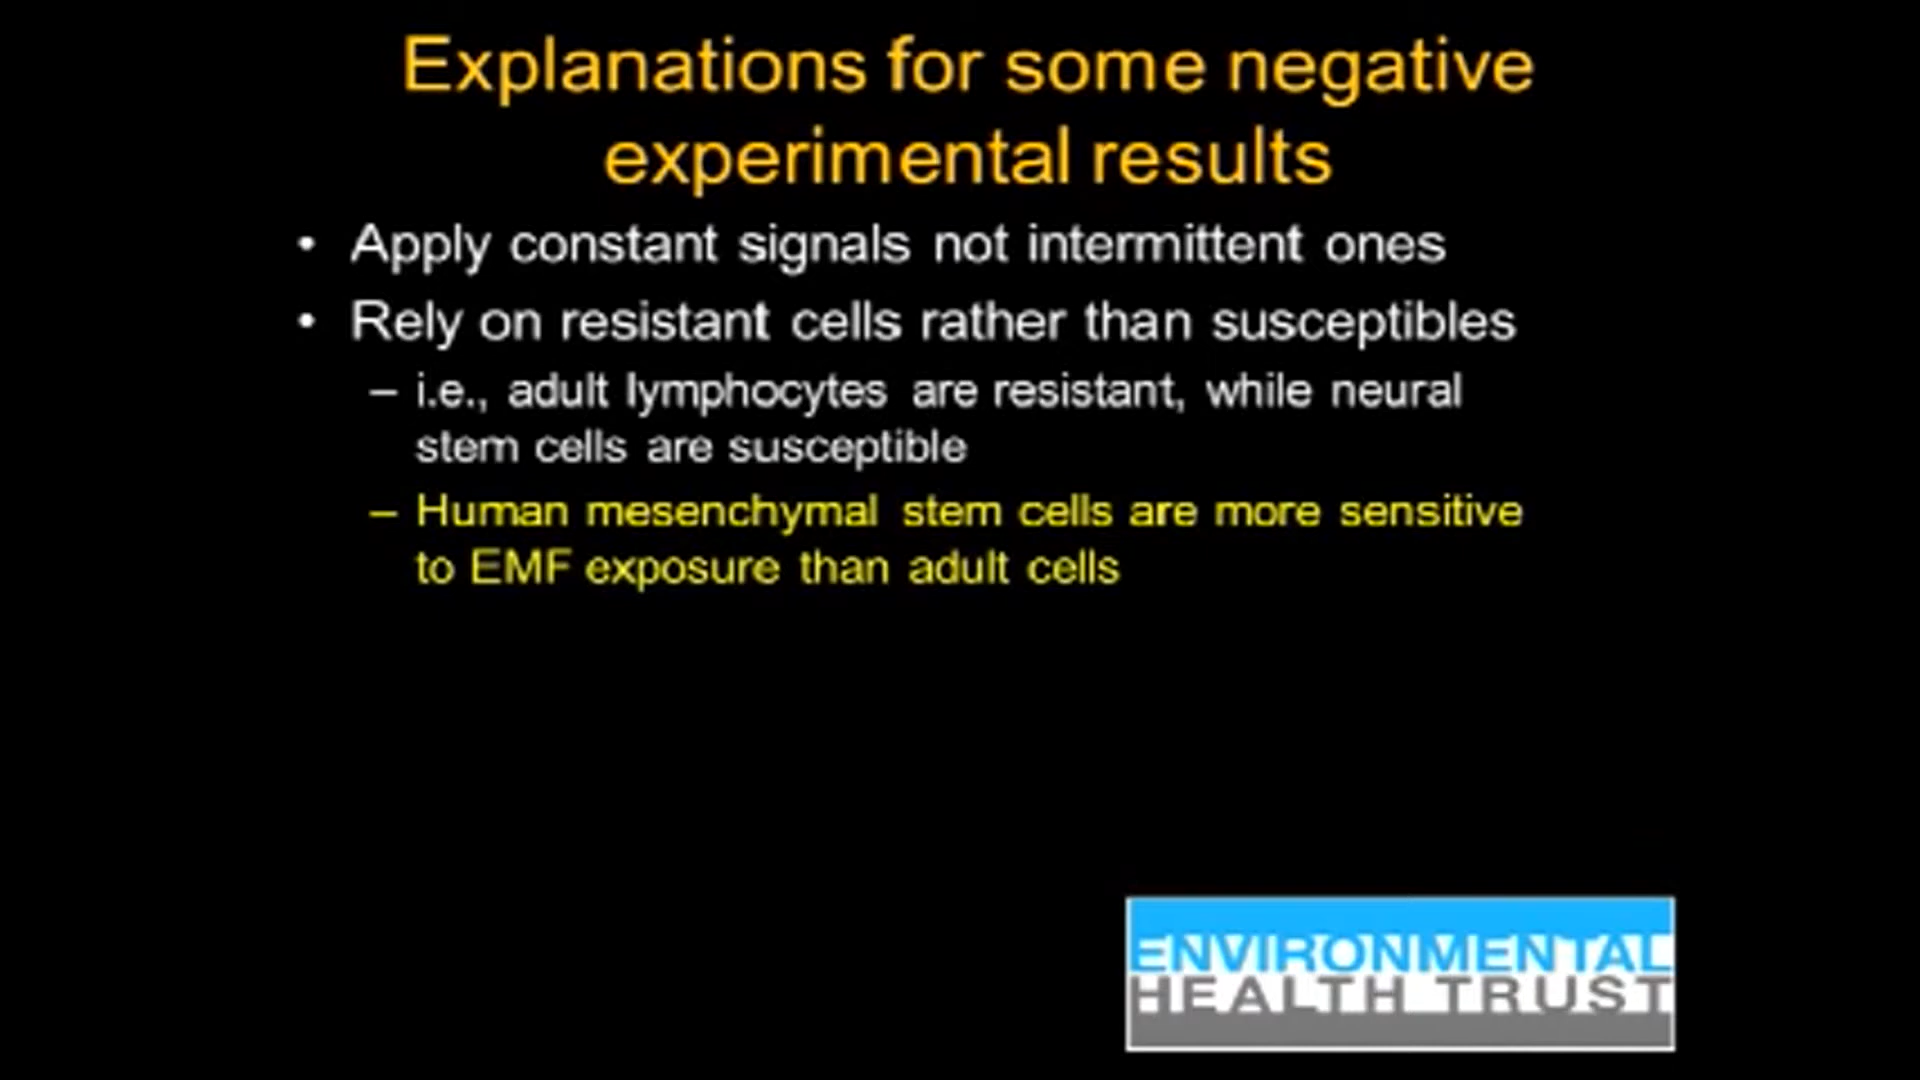 Explanations for some negative
experimental results
• Apply constant signals not intermittent ones
• Rely on resistant cells rather than susceptibles
– i.e., adult lymphocytes are resistant, while neural
stem cells are susceptible
– Human mesenchymal stem cells are more sensitive
to EMF exposure than adult cells
ENVIRONMENTAL
HEALTH TRUST